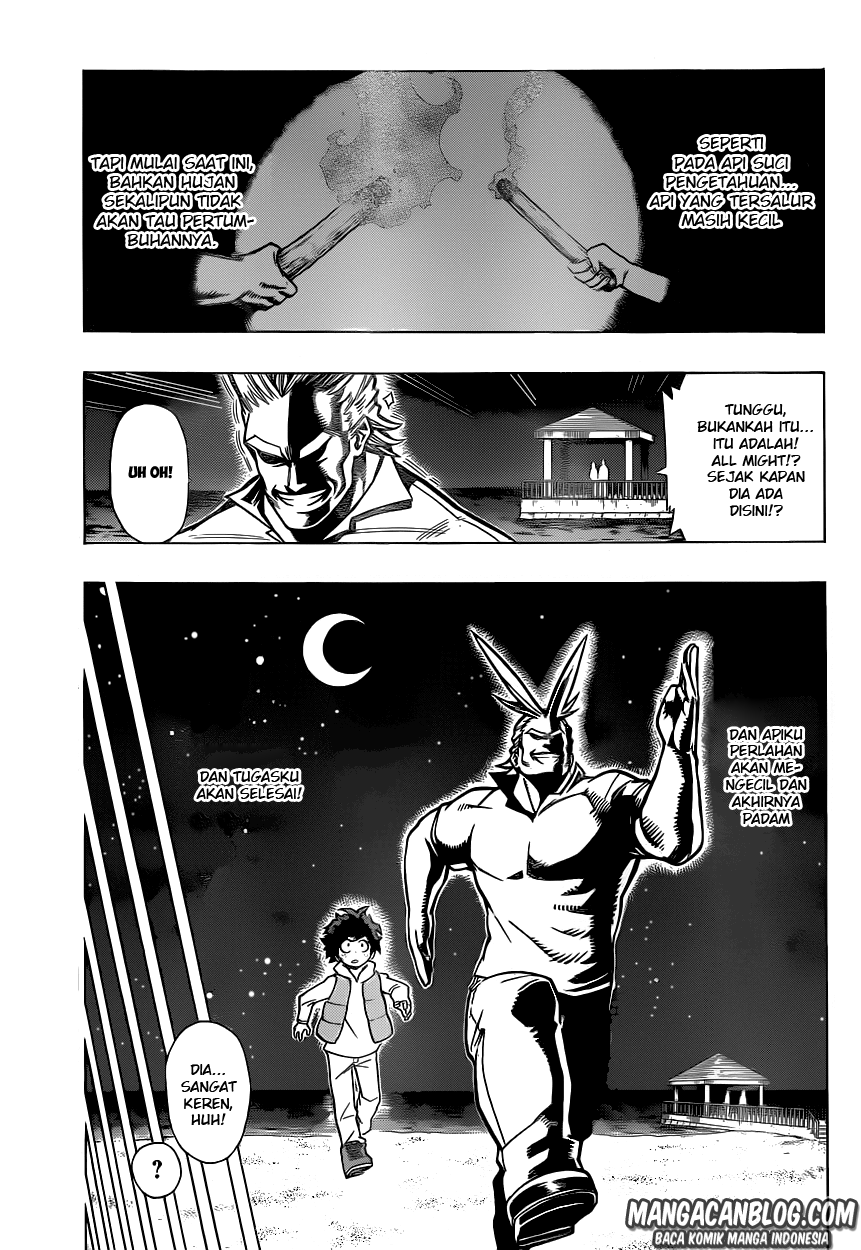 SEPERTI
PADA API SUCI
PENGETAHUAN...
API YANG TERSALUR
MASIH KECIL
TAPI MULAI SAAT INI,
BAHKAN HUJAN
SEKALIPUN TIDAK
AKAN TAU PERTUM-
BUHANNYA.
TUNGGU,
BUKANKAH ITU...
ITU ADALAH!
ALL MIGHT!?
SEJAK KAPAN
DIA ADA
DISINI!?
UH OH!
DAN APIKU
PERLAHAN
AKAN ME-
NGECIL DAN
AKHIRNYA
PADAM
DAN TUGASKU
AKAN SELESAI!
DIA...
SANGAT
KEREN,
HUH!
?
MANGACANBLOG.COM
BACA KOMIK MANGA INDONESIA